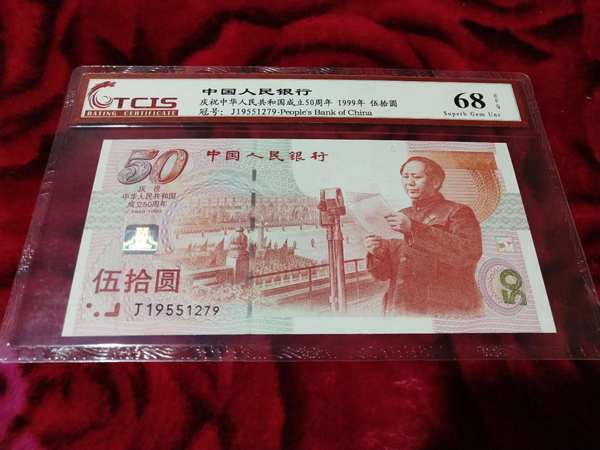 TCIS
RATING CERTIFICATE
中国人民银行
庆祝中华人民共和国成立50周年 1999年 伍拾圆
冠号: J19551279-People's Bank of China
68 EPQ
Superb Gem Unc
50
中国人民银行
庆祝
中华人民共和国
成立50周年
1949-1999
伍拾圆
J19551279
50